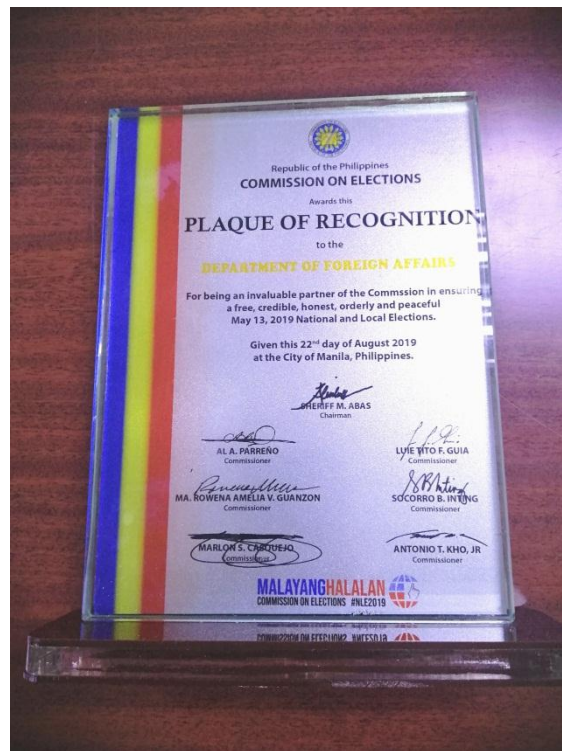 Republic of the Philippines
COMMISSION ON ELECTIONS
Awards this
PLAQUE OF RECOGNITION
to the
DEPARTMENT OF FOREIGN AFFAIRS
For being an invaluable partner of the Commssion in ensuring
a free, credible, honest, orderly and peaceful
May 13, 2019 National and Local Elections.
Given this 22nd day of August 2019
at the City of Manila, Philippines.
SHERIFF M. ABAS
Chairman
AL A. PARREÑO
Commissioner
LUIE TITO F. GUIA
Commissioner
MA. ROWENA AMELIA V. GUANZON
Commissioner
SOCORRO B. INTING
Commissioner
MARLON S. CASQUEJO
Commissioner
ANTONIO T. KHO, JR
Commissioner
MALAYANGHALALAN
COMMISSION ON ELECTIONS #NLE2019